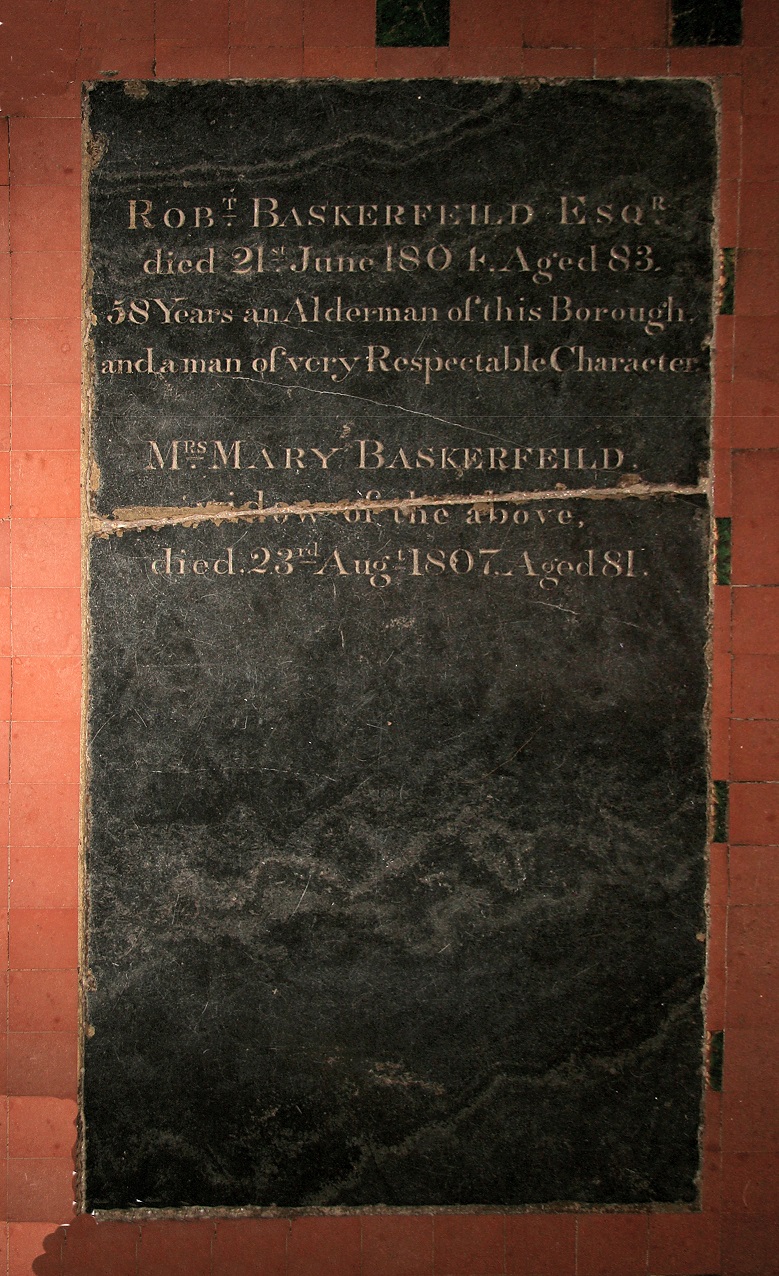 ROBT. BASKERFEILD ESQR.
died 21st. June 1804. Aged 83.
58 Years an Alderman of this Borough.
and a man of very Respectable Character
MRS. MARY BASKERFEILD.
widow of the above,
died. 23rd Augt. 1807. Aged 81.